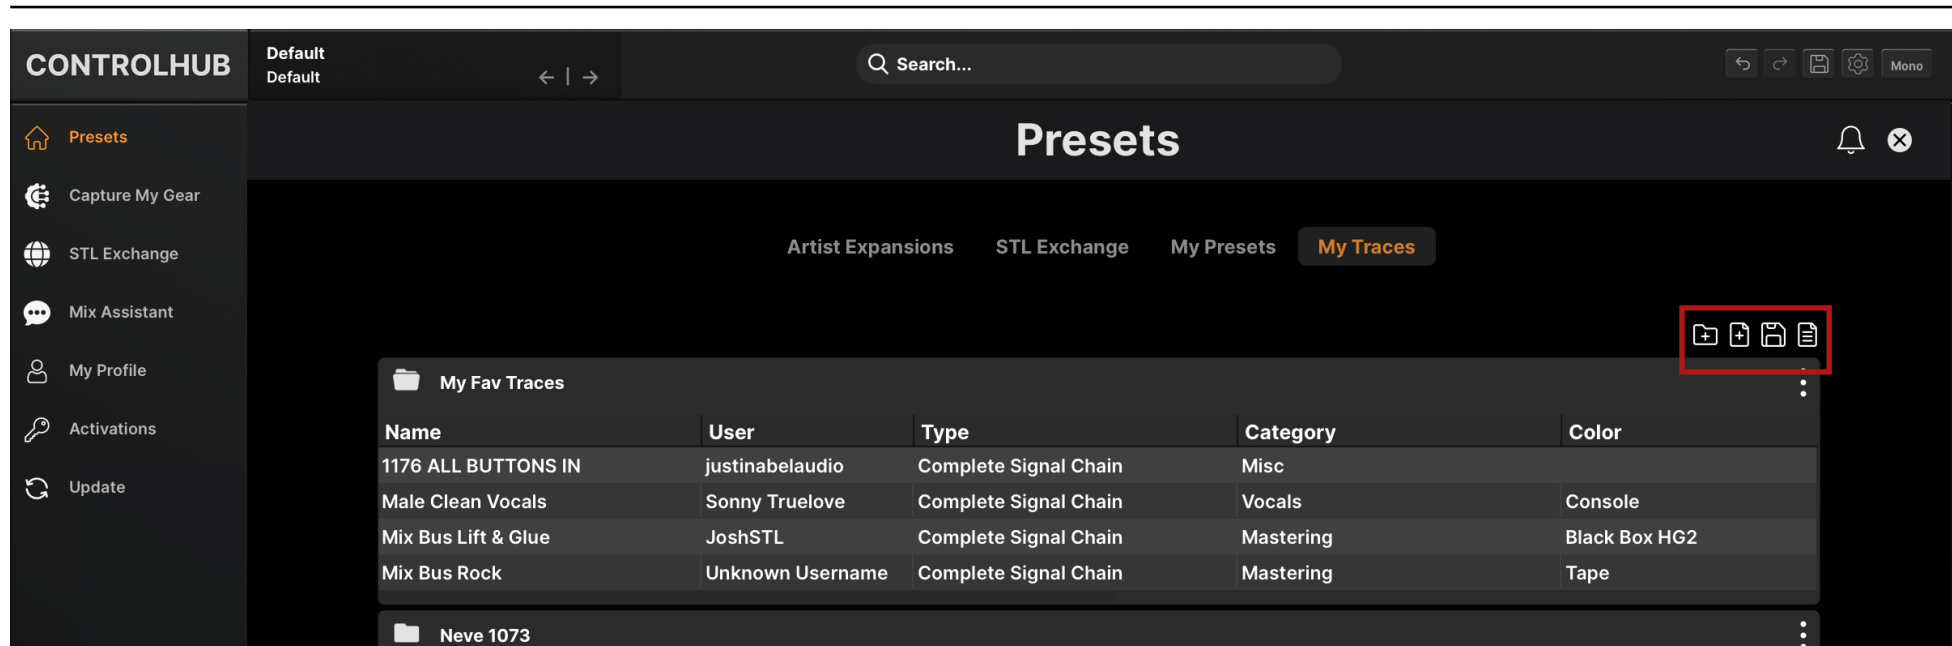 CONTROLHUB
Default
Default
Search...
Mono
Presets
Presets
Capture My Gear
STL Exchange
Mix Assistant
My Profile
Activations
Update
Artist Expansions STL Exchange My Presets My Traces
My Fav Traces
Name User Type Category Color
1176 ALL BUTTONS IN justinabelaudio Complete Signal Chain Misc
Male Clean Vocals Sonny Truelove Complete Signal Chain Vocals Console
Mix Bus Lift & Glue JoshSTL Complete Signal Chain Mastering Black Box HG2
Mix Bus Rock Unknown Username Complete Signal Chain Mastering Tape
Neve 1073